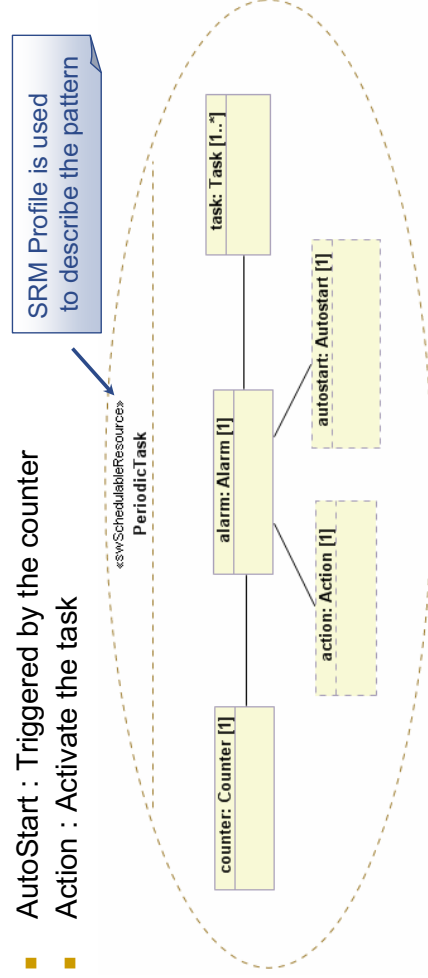 AutoStart : Triggered by the counter
Action : Activate the task
SRM Profile is used
to describe the pattern
«swSchedulableResource»
PeriodicTask
counter: Counter [1]
alarm: Alarm [1]
task: Task [1..*]
action: Action [1]
autostart: Autostart [1]